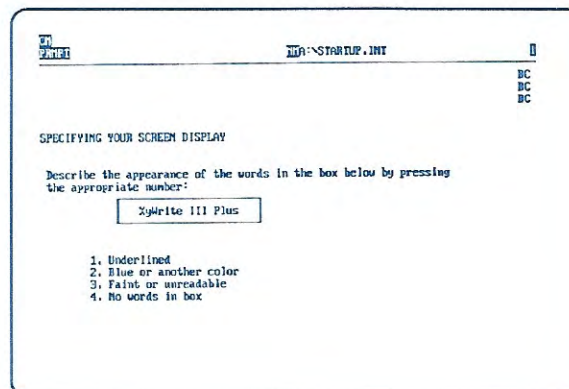 CM
A:\STARTUP.INT
BC
BC
BC
SPECIFYING YOUR SCREEN DISPLAY
Describe the appearance of the words in the box below by pressing
the appropriate number:
XyWrite III Plus
1. Underlined
2. Blue or another color
3. Faint or unreadable
4. No words in box